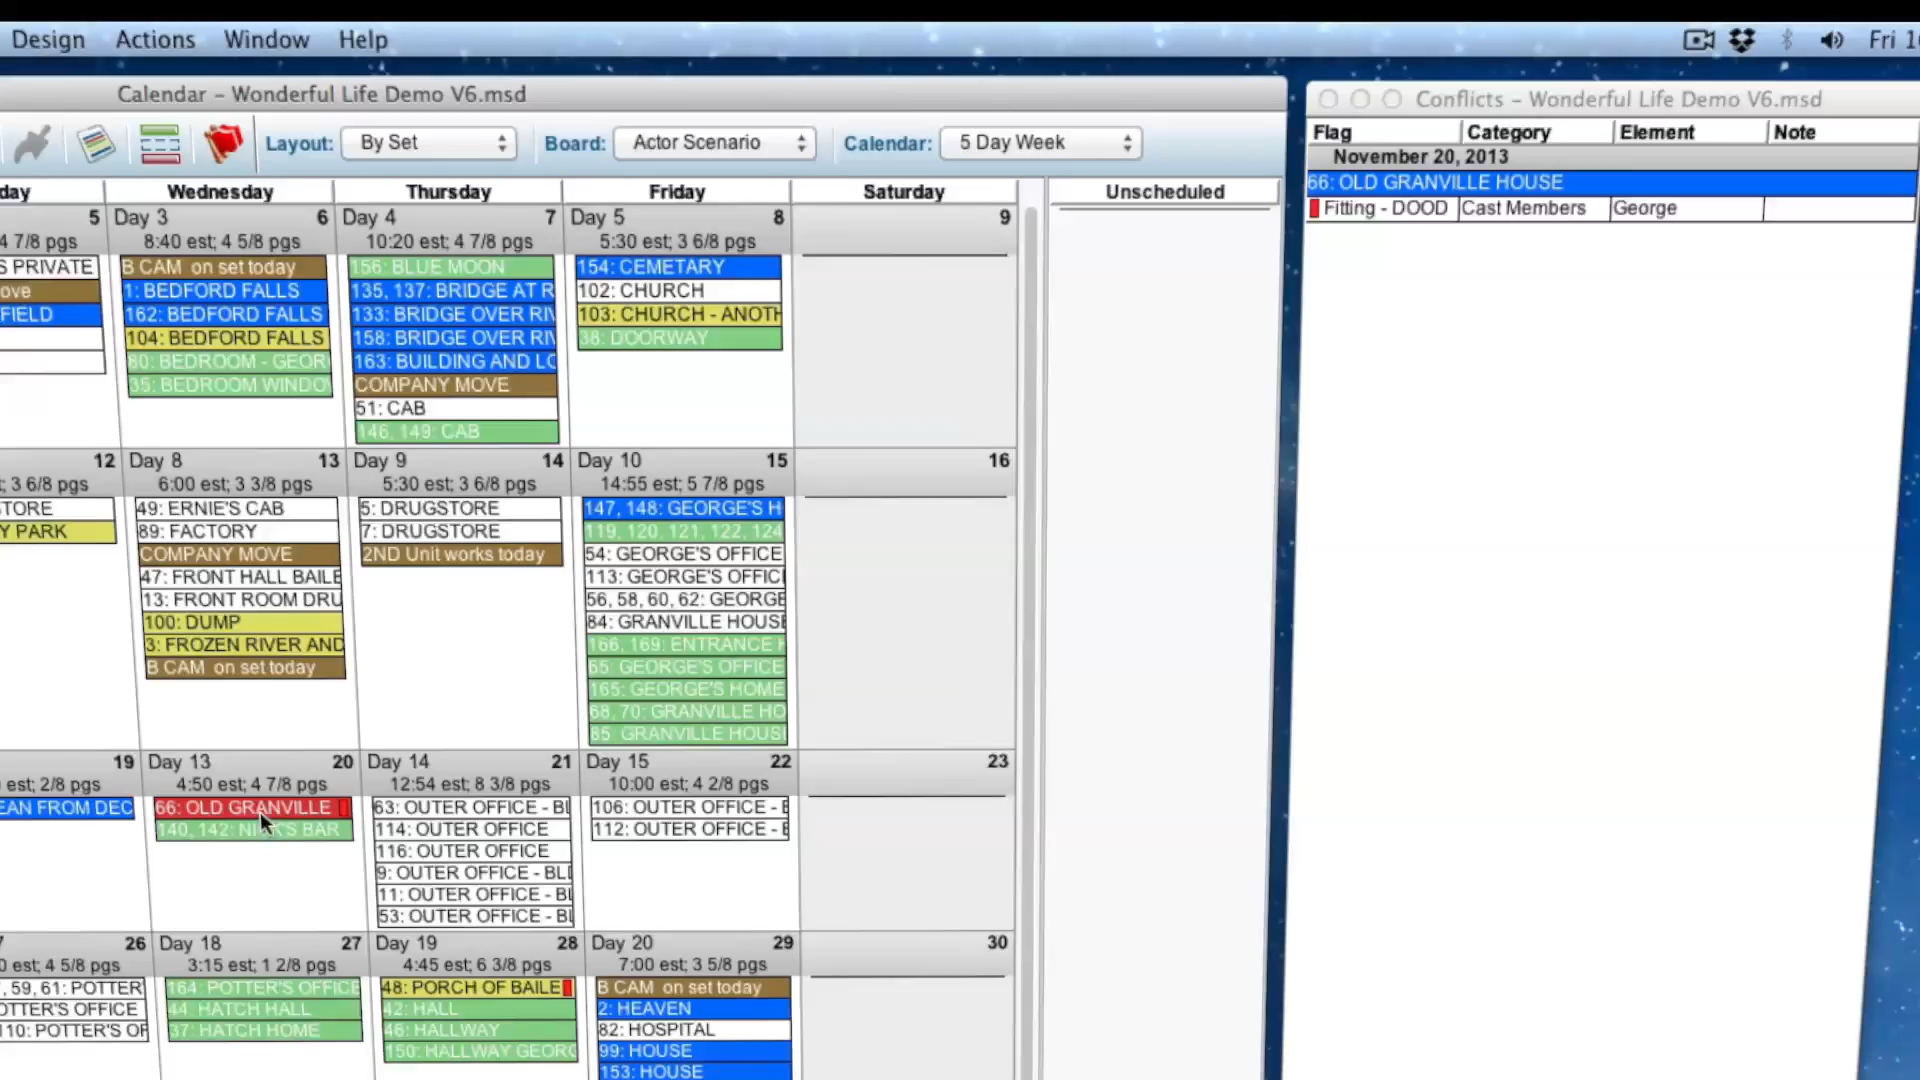 Design Actions Window Help Fri 1
Calendar – Wonderful Life Demo V6.msd
Layout: By Set Board: Actor Scenario Calendar: 5 Day Week
day Wednesday Thursday Friday Saturday Unscheduled
5 Day 3 6 Day 4 7 Day 5 8 9
4 7/8 pgs 8:40 est; 4 5/8 pgs 10:20 est; 4 7/8 pgs 5:30 est; 3 6/8 pgs
S PRIVATE B CAM on set today 156: BLUE MOON 154: CEMETARY
ove 1: BEDFORD FALLS 135, 137: BRIDGE AT R 102: CHURCH
FIELD 162: BEDFORD FALLS 133: BRIDGE OVER RIV 103: CHURCH - ANOTH
104: BEDFORD FALLS 158: BRIDGE OVER RIV 38: DOORWAY
80: BEDROOM - GEOR 163: BUILDING AND LO
35: BEDROOM WINDO COMPANY MOVE
51: CAB
146, 149: CAB
12 Day 8 13 Day 9 14 Day 10 15 16
; 3 6/8 pgs 6:00 est; 3 3/8 pgs 5:30 est; 3 6/8 pgs 14:55 est; 5 7/8 pgs
TORE 49: ERNIE'S CAB 5: DRUGSTORE 147, 148: GEORGE'S H
Y PARK 89: FACTORY 7: DRUGSTORE 119, 120, 121, 122, 124
COMPANY MOVE 2ND Unit works today 54: GEORGE'S OFFICE
47: FRONT HALL BAILE 113: GEORGE'S OFFIC
13: FRONT ROOM DRU 56, 58, 60, 62: GEORGE
100: DUMP 84: GRANVILLE HOUS
3: FROZEN RIVER AND 166, 169: ENTRANCE H
B CAM on set today 65: GEORGE'S OFFICE
165: GEORGE'S HOME
68, 70: GRANVILLE HO
85: GRANVILLE HOUS
19 Day 13 20 Day 14 21 Day 15 22 23
est; 2/8 pgs 4:50 est; 4 7/8 pgs 12:54 est; 8 3/8 pgs 10:00 est; 4 2/8 pgs
EAN FROM DEC 66: OLD GRANVILLE 63: OUTER OFFICE - BL 106: OUTER OFFICE - B
140, 142: NICK'S BAR 114: OUTER OFFICE 112: OUTER OFFICE - B
116: OUTER OFFICE
9: OUTER OFFICE - BL
11: OUTER OFFICE - BL
53: OUTER OFFICE - BL
26 Day 18 27 Day 19 28 Day 20 29 30
0 est; 4 5/8 pgs 3:15 est; 1 2/8 pgs 4:45 est; 6 3/8 pgs 7:00 est; 3 5/8 pgs
, 59, 61: POTTER' 164: POTTER'S OFFICE 48: PORCH OF BAILE B CAM on set today
OTTER'S OFFICE 44: HATCH HALL 42: HALL 2: HEAVEN
110: POTTER'S OF 37: HATCH HOME 46: HALLWAY 82: HOSPITAL
150: HALLWAY GEORG 99: HOUSE
153: HOUSE
Conflicts – Wonderful Life Demo V6.msd
Flag Category Element Note
November 20, 2013
66: OLD GRANVILLE HOUSE
Fitting - DOOD Cast Members George